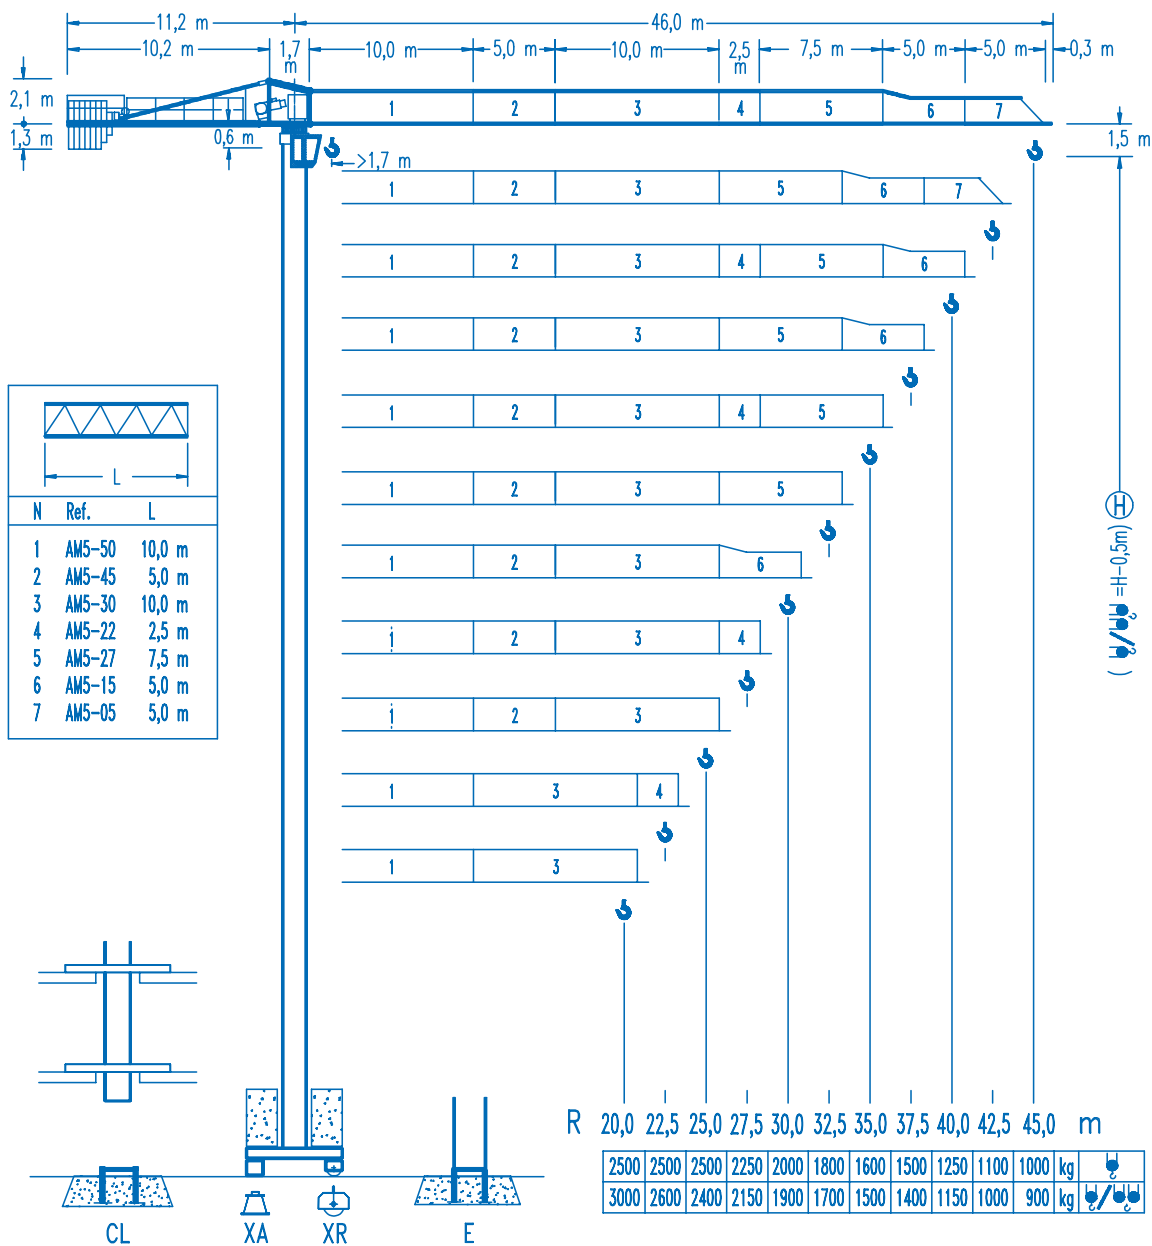 11,2 m 46,0 m
10,2 m 1,7 m 10,0 m 5,0 m 10,0 m 2,5 m 7,5 m 5,0 m 5,0 m 0,3 m
2,1 m 1 2 3 4 5 6 7
1,3 m 0,6 m 1,5 m
>1,7 m
1 2 3 5 6 7
1 2 3 4 5 6
1 2 3 5 6
1 2 3 4 5
1 2 3 5
1 2 3 6
1 2 3 4
1 2 3
1 3 4
1 3
L
N Ref. L
1 AM5-50 10,0 m
2 AM5-45 5,0 m
3 AM5-30 10,0 m
4 AM5-22 2,5 m
5 AM5-27 7,5 m
6 AM5-15 5,0 m
7 AM5-05 5,0 m
H
( / =H-0,5m)
R 20,0 22,5 25,0 27,5 30,0 32,5 35,0 37,5 40,0 42,5 45,0 m
2500 2500 2500 2250 2000 1800 1600 1500 1250 1100 1000 kg
3000 2600 2400 2150 1900 1700 1500 1400 1150 1000 900 kg /
CL XA XR E